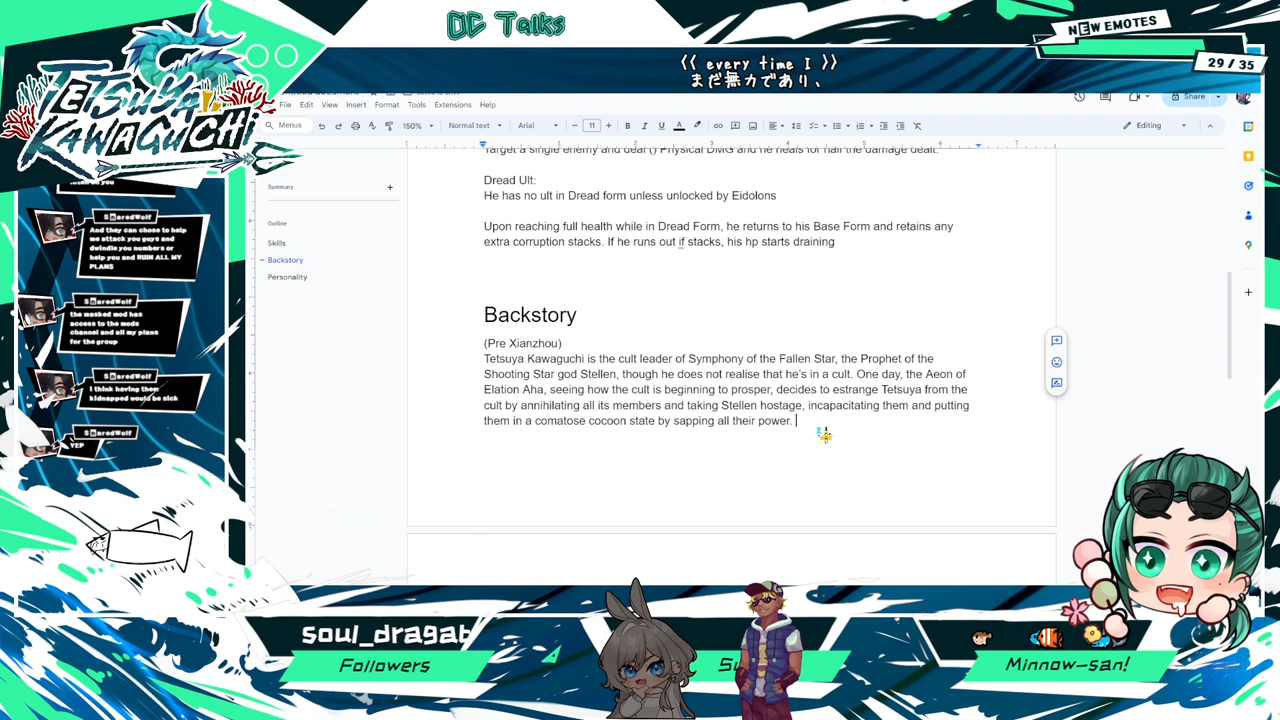 OC Talks
NEW EMOTES
29 / 35
⟪ every time I ⟫
まだ無力であり、
TETSUYA
KAWAGUCHI
File Edit View Insert Format Tools Extensions Help
Share
Menus
150%
Normal text
Arial
11
Editing
Target a single enemy and deal () Physical DMG and he heals for half the damage dealt.
Dread Ult:
He has no ult in Dread form unless unlocked by Eidolons
Upon reaching full health while in Dread Form, he returns to his Base Form and retains any
extra corruption stacks. If he runs out if stacks, his hp starts draining
Backstory
(Pre Xianzhou)
Tetsuya Kawaguchi is the cult leader of Symphony of the Fallen Star, the Prophet of the
Shooting Star god Stellen, though he does not realise that he's in a cult. One day, the Aeon of
Elation Aha, seeing how the cult is beginning to prosper, decides to estrange Tetsuya from the
cult by annihilating all its members and taking Stellen hostage, incapacitating them and putting
them in a comatose cocoon state by sapping all their power.
Summary
Outline
Skills
Backstory
Personality
SharedWolf
And they can chose to help
me attack you guys and
dwindle you numbers or
help you and RUIN ALL MY
PLANS
SharedWolf
the masked mod has
access to the mods
channel and all my plans
for the group
SharedWolf
I think having them
kidnapped would be sick
SharedWolf
YEP
soul_dragab
Followers
Minnow-san!